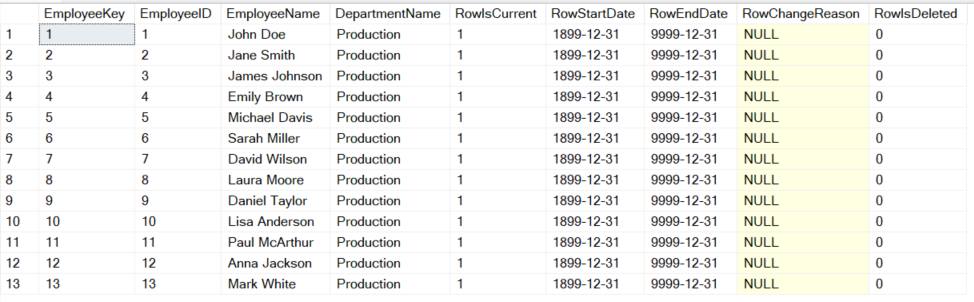 EmployeeKey EmployeeID EmployeeName DepartmentName RowIsCurrent RowStartDate RowEndDate RowChangeReason RowIsDeleted
1 1 1 John Doe Production 1 1899-12-31 9999-12-31 NULL 0
2 2 2 Jane Smith Production 1 1899-12-31 9999-12-31 NULL 0
3 3 3 James Johnson Production 1 1899-12-31 9999-12-31 NULL 0
4 4 4 Emily Brown Production 1 1899-12-31 9999-12-31 NULL 0
5 5 5 Michael Davis Production 1 1899-12-31 9999-12-31 NULL 0
6 6 6 Sarah Miller Production 1 1899-12-31 9999-12-31 NULL 0
7 7 7 David Wilson Production 1 1899-12-31 9999-12-31 NULL 0
8 8 8 Laura Moore Production 1 1899-12-31 9999-12-31 NULL 0
9 9 9 Daniel Taylor Production 1 1899-12-31 9999-12-31 NULL 0
10 10 10 Lisa Anderson Production 1 1899-12-31 9999-12-31 NULL 0
11 11 11 Paul McArthur Production 1 1899-12-31 9999-12-31 NULL 0
12 12 12 Anna Jackson Production 1 1899-12-31 9999-12-31 NULL 0
13 13 13 Mark White Production 1 1899-12-31 9999-12-31 NULL 0